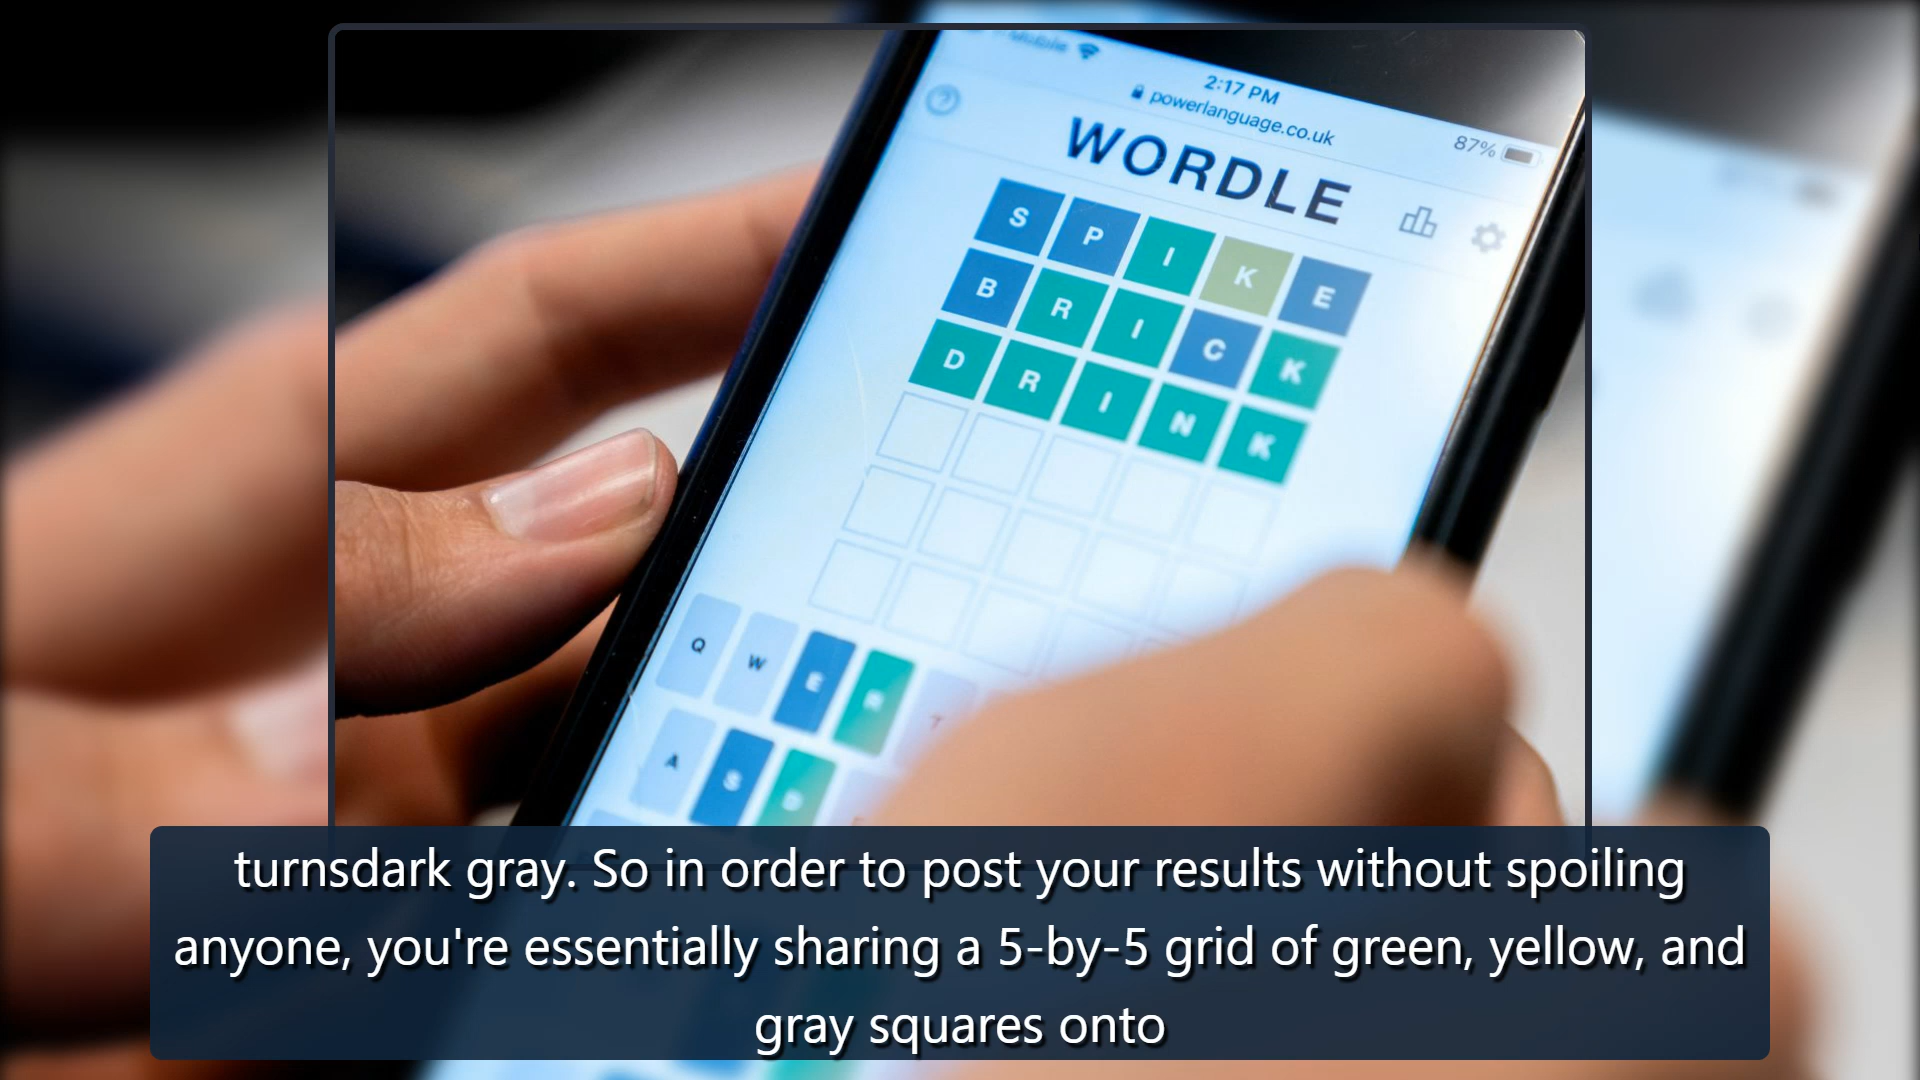 2:17 PM
powerlanguage.co.uk
87%
?
WORDLE
S P I K E
B R I C K
D R I N K
Q W E R T
A S D
turnsdark gray. So in order to post your results without spoiling
anyone, you're essentially sharing a 5-by-5 grid of green, yellow, and
gray squares onto